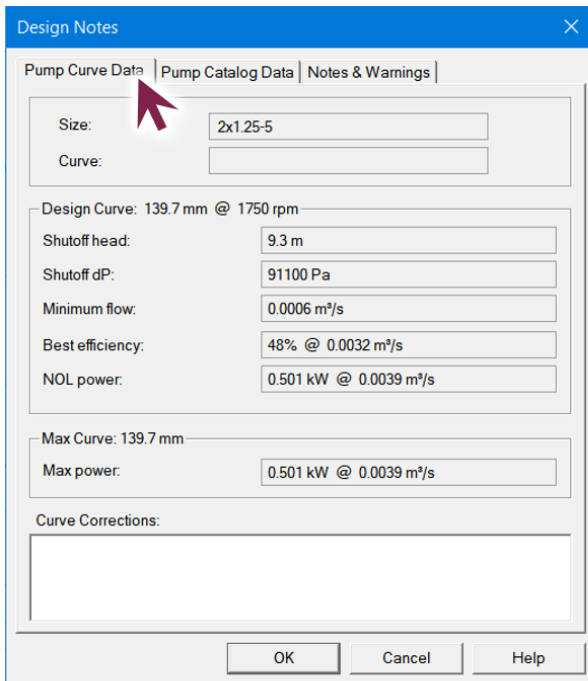 Design Notes
Pump Curve Data Pump Catalog Data Notes & Warnings
Size: 2x1.25-5
Curve:
Design Curve: 139.7 mm @ 1750 rpm
Shutoff head: 9.3 m
Shutoff dP: 91100 Pa
Minimum flow: 0.0006 m³/s
Best efficiency: 48% @ 0.0032 m³/s
NOL power: 0.501 kW @ 0.0039 m³/s
Max Curve: 139.7 mm
Max power: 0.501 kW @ 0.0039 m³/s
Curve Corrections:
OK Cancel Help